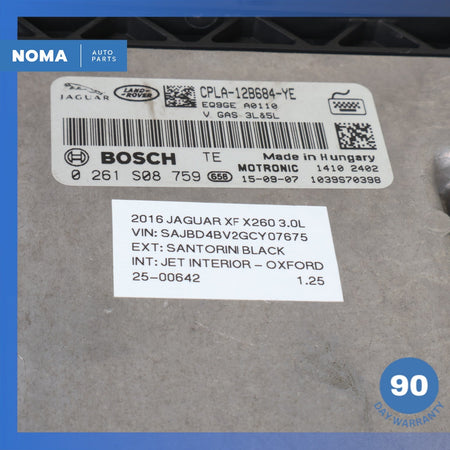 NOMA AUTO PARTS
JAGUAR LAND ROVER CPLA-12B684-YE
EQ9GE A0110
V GAS 3L&5L
BOSCH TE Made in Hungary
MOTRONIC 1410 2402
0 261 S08 759 65B 15-09-07 1039S70398
2016 JAGUAR XF X260 3.0L
VIN: SAJBD4BV2GCY07675
EXT: SANTORINI BLACK
INT: JET INTERIOR - OXFORD
25-00642 1.25
90
DAY-WARRANTY